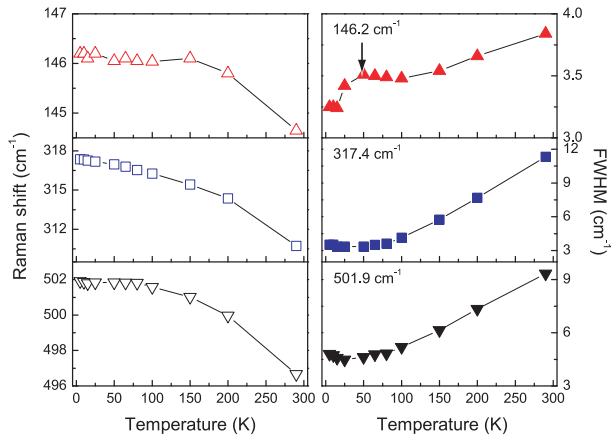 147
146
145
318
315
312
502
500
498
496
0 50 100 150 200 250 300
Temperature (K)
Raman shift (cm⁻¹)
146.2 cm⁻¹
317.4 cm⁻¹
501.9 cm⁻¹
4.0
3.5
3.0
12
9
6
3
9
6
3
0 50 100 150 200 250 300
Temperature (K)
FWHM (cm⁻¹)